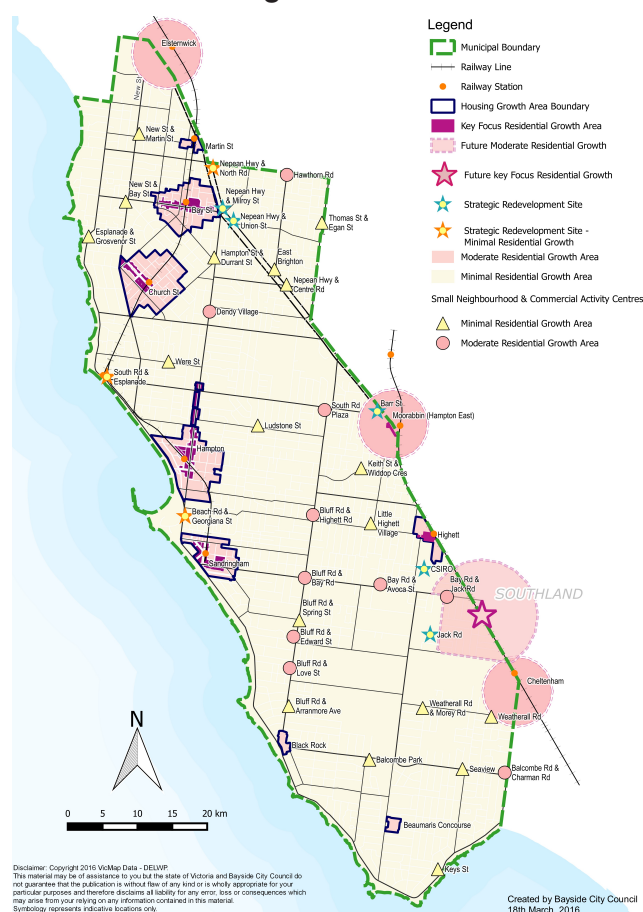 Legend
Municipal Boundary
Railway Line
Railway Station
Housing Growth Area Boundary
Key Focus Residential Growth Area
Future Moderate Residential Growth
Future key Focus Residential Growth
Strategic Redevelopment Site
Strategic Redevelopment Site -
Minimal Residential Growth
Moderate Residential Growth Area
Minimal Residential Growth Area
Small Neighbourhood & Commercial Activity Centres
Minimal Residential Growth Area
Moderate Residential Growth Area
Elsternwick
New St
New St &
Martin St
Martin St
Nepean Hwy &
North Rd
Hawthorn Rd
New St &
Bay St
Bay St
Nepean Hwy
& Milroy St
Nepean Hwy &
Union St
Thomas St &
Egan St
Esplanade &
Grosvenor St
Hampton St &
Durrant St
East
Brighton
Nepean Hwy &
Centre Rd
Church St
Dendy Village
Were St
South Rd &
Esplanade
South Rd
Plaza
Barr St
Moorabbin (Hampton East)
Ludstone St
Hampton
Keith St &
Widdop Cres
Beach Rd &
Georgiana St
Bluff Rd &
Highett Rd
Little
Highett
Village
Highett
Sandringham
CSIRO
Bluff Rd &
Bay Rd
Bay Rd &
Avoca St
Bay Rd &
Jack Rd
SOUTHLAND
Bluff Rd &
Spring St
Bluff Rd &
Edward St
Jack Rd
Bluff Rd &
Love St
Cheltenham
Bluff Rd &
Arranmore Ave
Weatherall Rd
& Morey Rd
Weatherall Rd
Black Rock
Balcombe Park
Seaview
Balcombe Rd &
Charman Rd
Beaumaris Concourse
Keys St
N
0 5 10 15 20 km
Disclaimer: Copyright 2016 VicMap Data - DELWP.
This material may be of assistance to you but the state of Victoria and Bayside City Council do
not guarantee that the publication is without flaw of any kind or is wholly appropriate for your
particular purposes and therefore disclaims all liability for any error, loss or consequences which
may arise from your relying on any information contained in this material.
Symbology represents indicative locations only.
Created by Bayside City Council
18th March, 2016